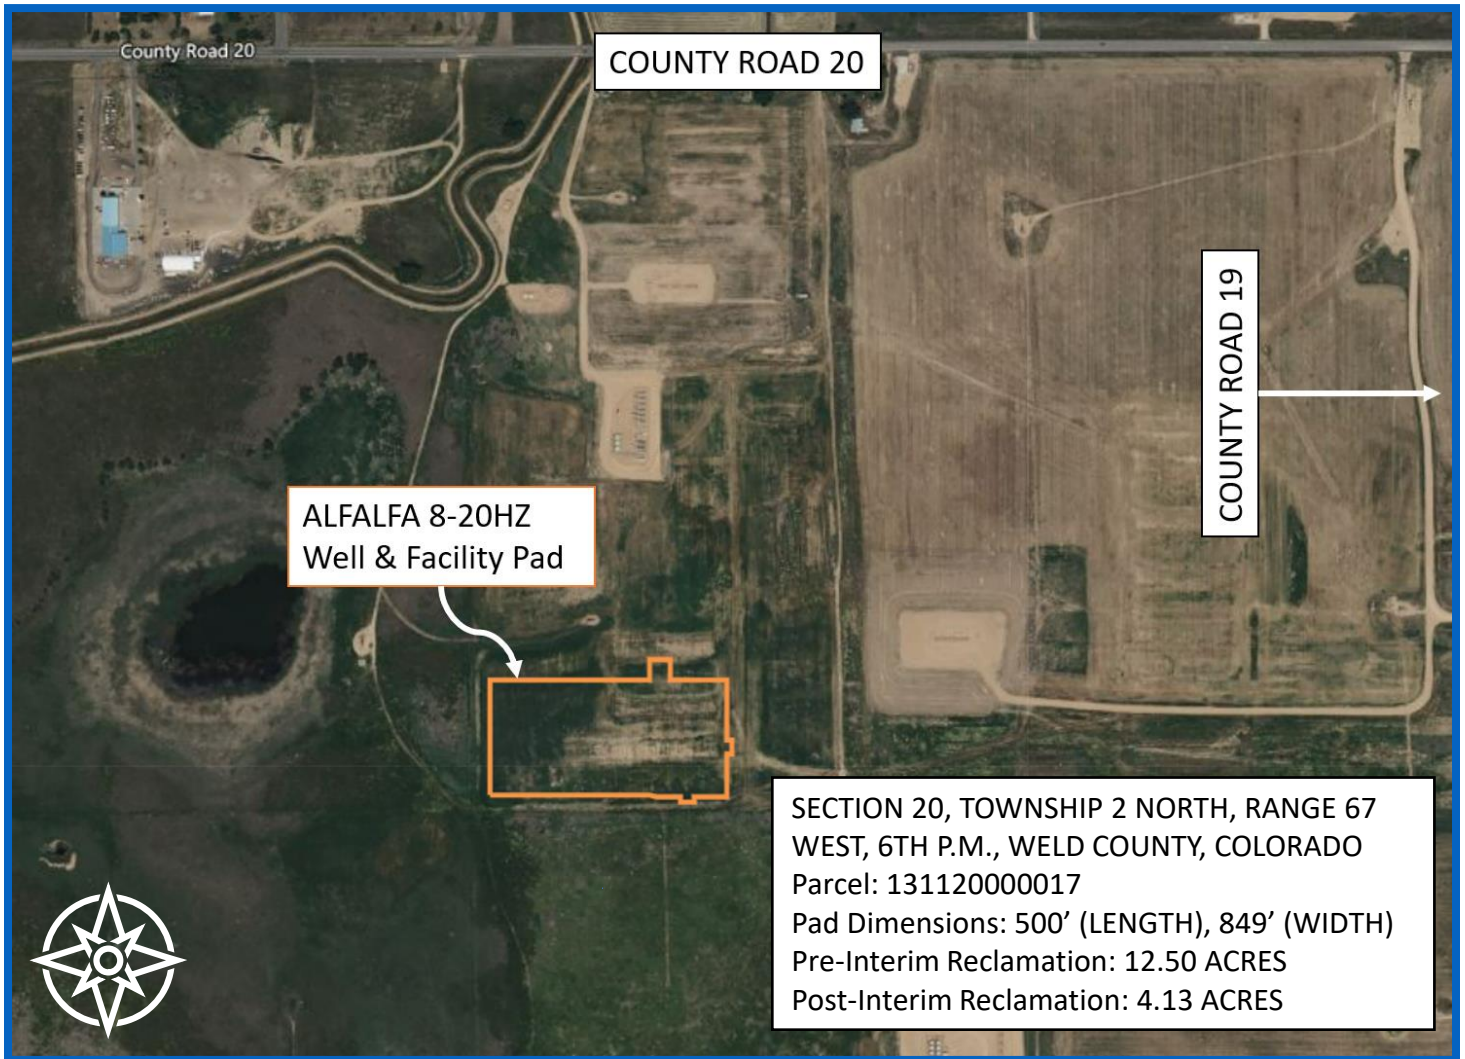 County Road 20
COUNTY ROAD 20
COUNTY ROAD 19
ALFALFA 8-20HZ
Well & Facility Pad
SECTION 20, TOWNSHIP 2 NORTH, RANGE 67
WEST, 6TH P.M., WELD COUNTY, COLORADO
Parcel: 131120000017
Pad Dimensions: 500’ (LENGTH), 849’ (WIDTH)
Pre-Interim Reclamation: 12.50 ACRES
Post-Interim Reclamation: 4.13 ACRES